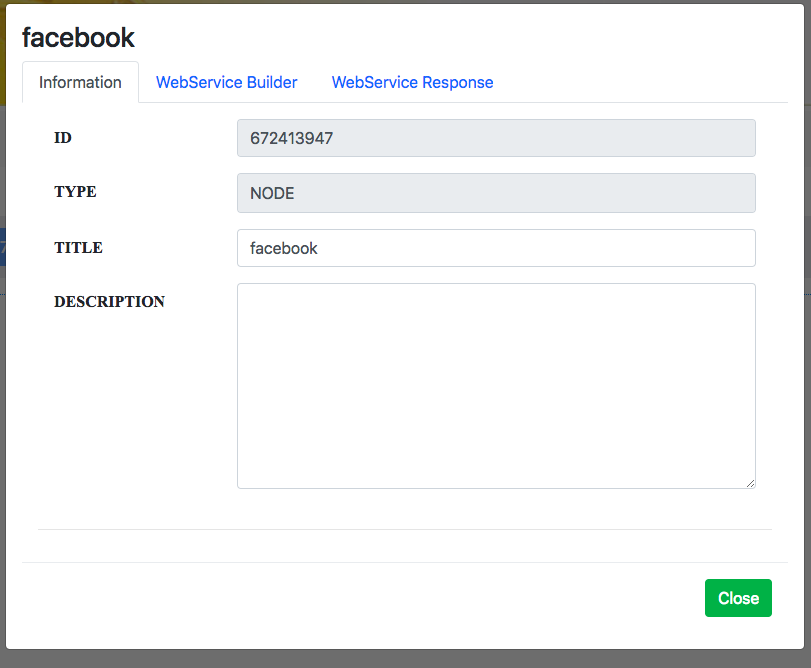 facebook
Information WebService Builder WebService Response
ID 672413947
TYPE NODE
TITLE facebook
DESCRIPTION
Close